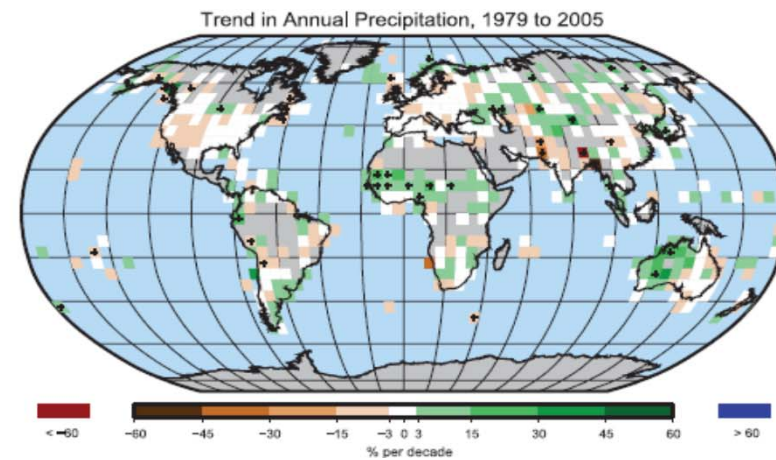 Trend in Annual Precipitation, 1979 to 2005
< −60 −60 −45 −30 −15 −3 0 3 15 30 45 60 > 60
% per decade